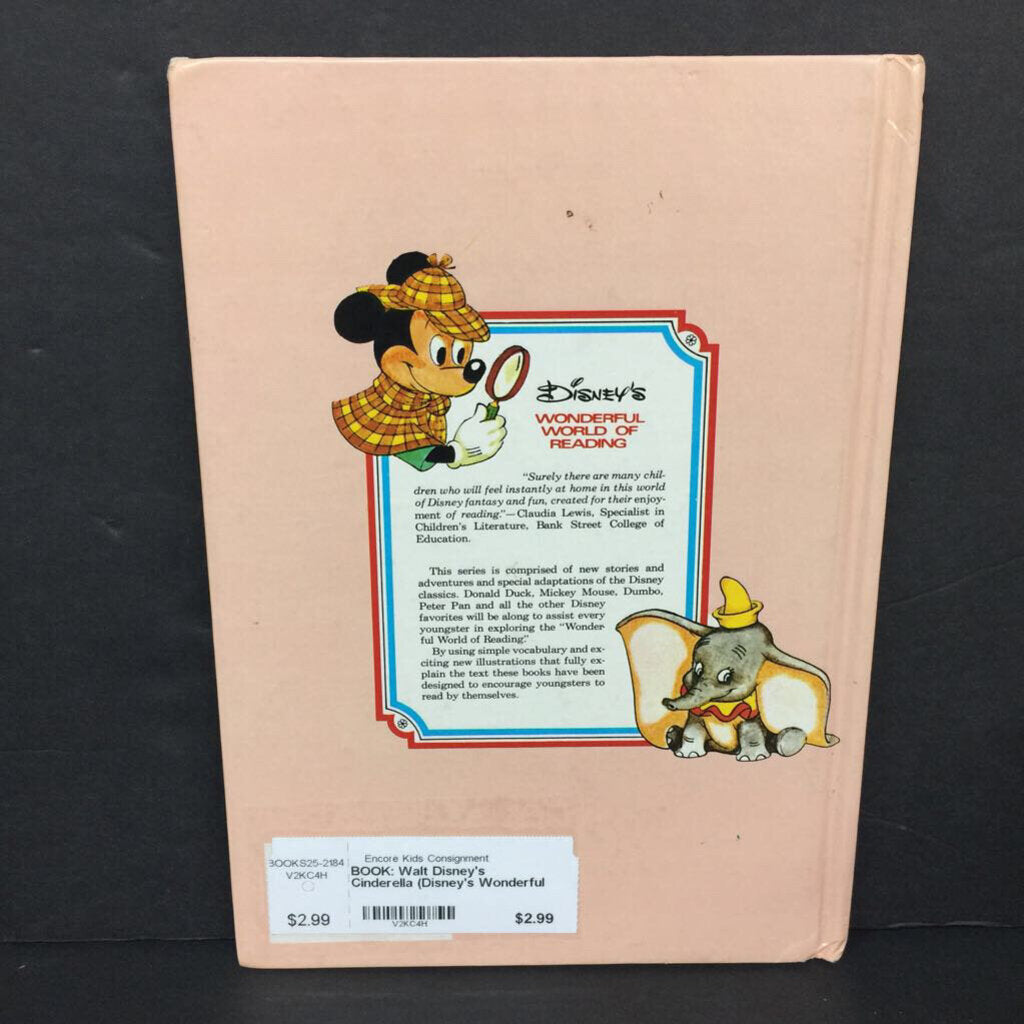 DISNEY'S
WONDERFUL
WORLD OF
READING
"Surely there are many chil-
dren who will feel instantly at home in this world
of Disney fantasy and fun, created for their enjoy-
ment of reading."—Claudia Lewis, Specialist in
Children's Literature, Bank Street College of
Education.
This series is comprised of new stories and
adventures and special adaptations of the Disney
classics. Donald Duck, Mickey Mouse, Dumbo,
Peter Pan and all the other Disney
favorites will be along to assist every
youngster in exploring the "Wonder-
ful World of Reading."
By using simple vocabulary and ex-
citing new illustrations that fully ex-
plain the text these books have been
designed to encourage youngsters to
read by themselves.
BOOKS25-2184
V2KC4H
$2.99
Encore Kids Consignment
BOOK: Walt Disney's
Cinderella (Disney's Wonderful
V2KC4H
$2.99